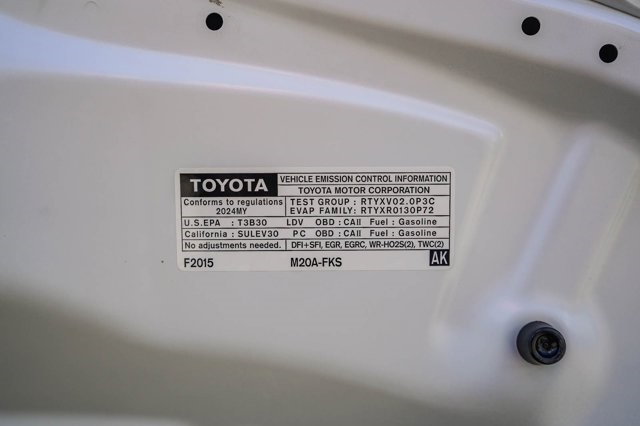 TOYOTA
VEHICLE EMISSION CONTROL INFORMATION
TOYOTA MOTOR CORPORATION
Conforms to regulations
2024MY
TEST GROUP : RTYXV02.0P3C
EVAP FAMILY: RTYXR0130P72
U.S.EPA : T3B30 LDV OBD : CAII Fuel : Gasoline
California : SULEV30 PC OBD : CAII Fuel : Gasoline
No adjustments needed. DFI+SFI, EGR, EGRC, WR-HO2S(2), TWC(2)
F2015 M20A-FKS AK